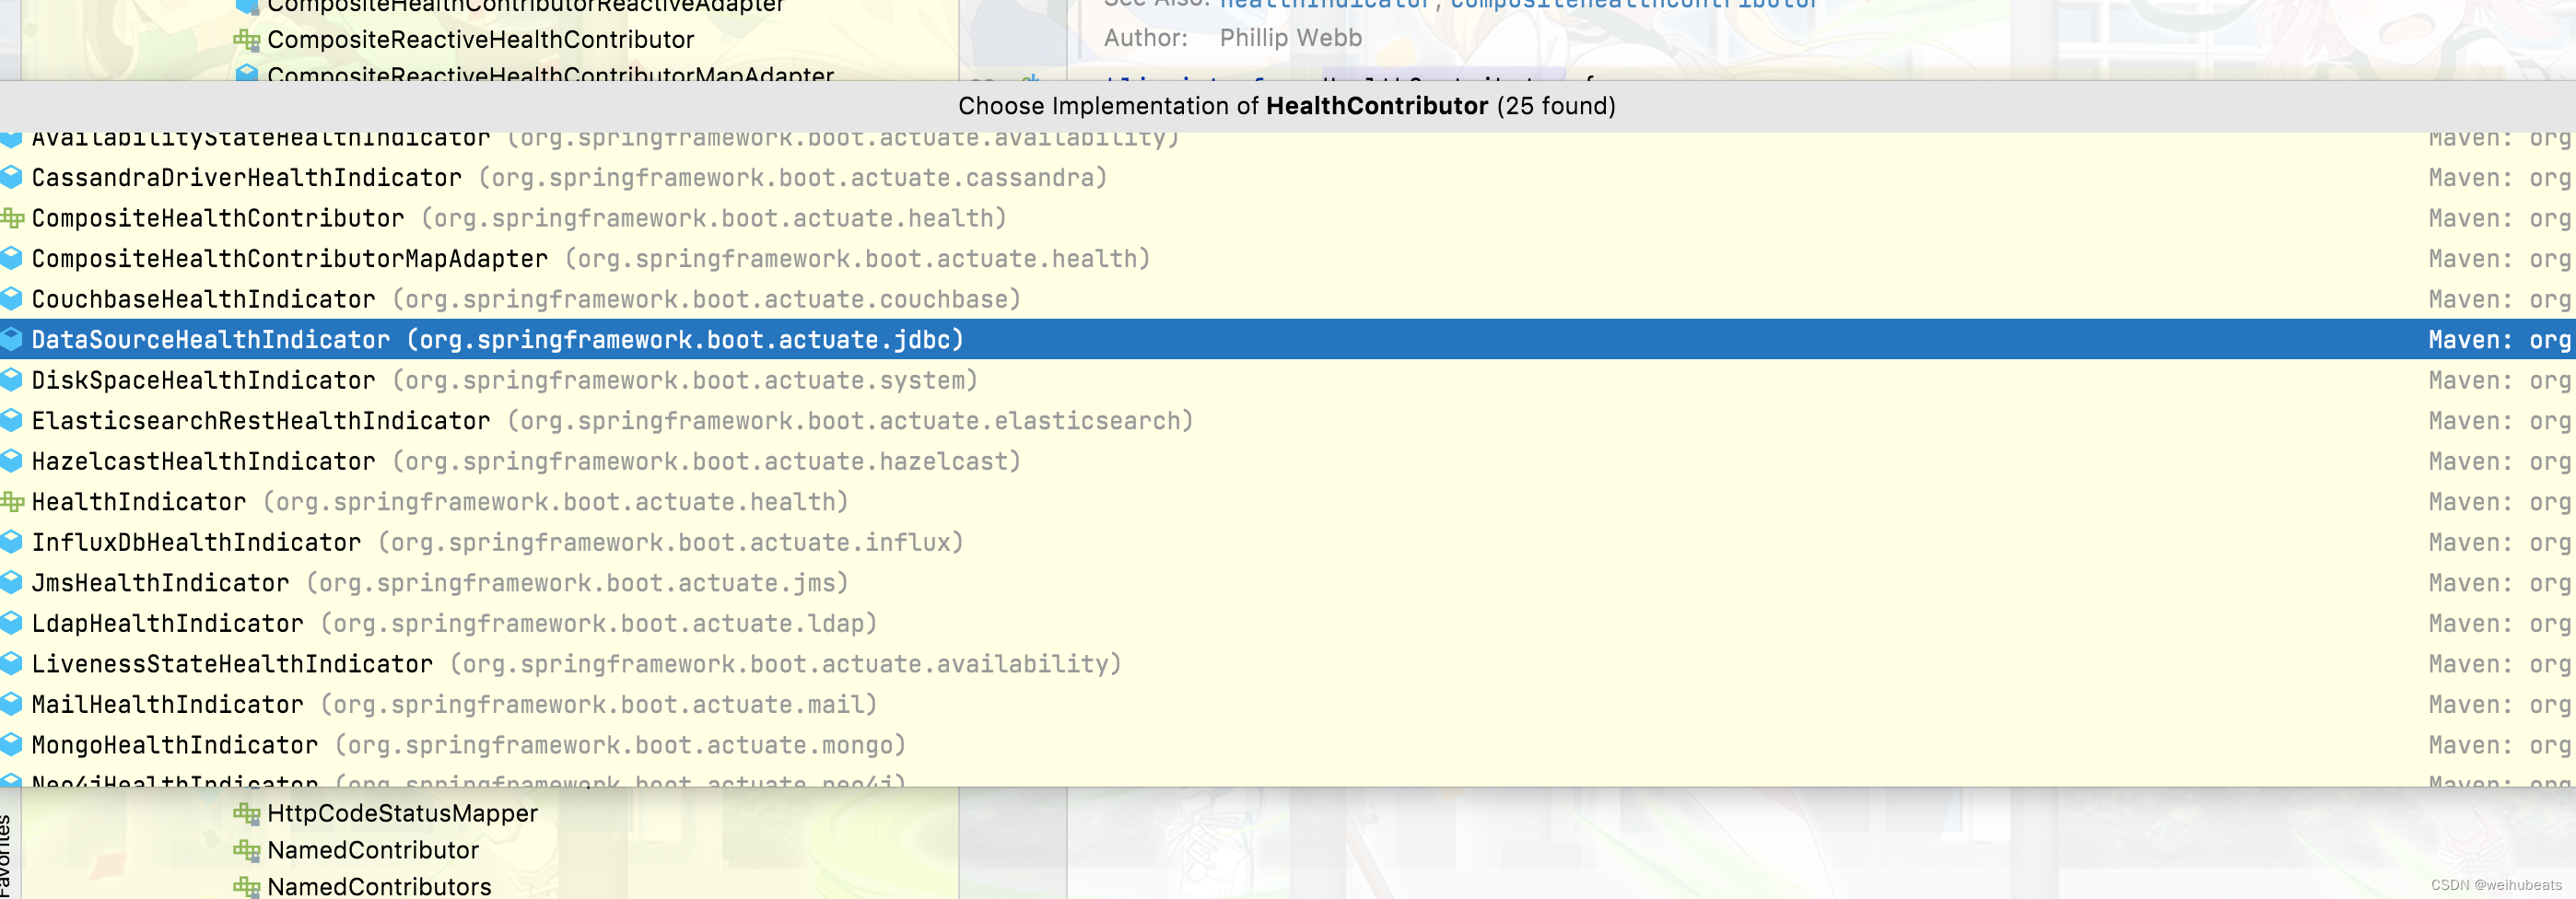 CompositeHealthContributorReactiveAdapter
See Also: HealthIndicator, CompositeHealthContributor
CompositeReactiveHealthContributor
Author: Phillip Webb
CompositeReactiveHealthContributorMapAdapter
Choose Implementation of HealthContributor (25 found)
AvailabilityStateHealthIndicator (org.springframework.boot.actuate.availability) Maven: org
CassandraDriverHealthIndicator (org.springframework.boot.actuate.cassandra) Maven: org
CompositeHealthContributor (org.springframework.boot.actuate.health) Maven: org
CompositeHealthContributorMapAdapter (org.springframework.boot.actuate.health) Maven: org
CouchbaseHealthIndicator (org.springframework.boot.actuate.couchbase) Maven: org
DataSourceHealthIndicator (org.springframework.boot.actuate.jdbc) Maven: org
DiskSpaceHealthIndicator (org.springframework.boot.actuate.system) Maven: org
ElasticsearchRestHealthIndicator (org.springframework.boot.actuate.elasticsearch) Maven: org
HazelcastHealthIndicator (org.springframework.boot.actuate.hazelcast) Maven: org
HealthIndicator (org.springframework.boot.actuate.health) Maven: org
InfluxDbHealthIndicator (org.springframework.boot.actuate.influx) Maven: org
JmsHealthIndicator (org.springframework.boot.actuate.jms) Maven: org
LdapHealthIndicator (org.springframework.boot.actuate.ldap) Maven: org
LivenessStateHealthIndicator (org.springframework.boot.actuate.availability) Maven: org
MailHealthIndicator (org.springframework.boot.actuate.mail) Maven: org
MongoHealthIndicator (org.springframework.boot.actuate.mongo) Maven: org
Neo4jHealthIndicator (org.springframework.boot.actuate.neo4j) Maven: org
HttpCodeStatusMapper
NamedContributor
NamedContributors
Favorites
CSDN @weihubeats